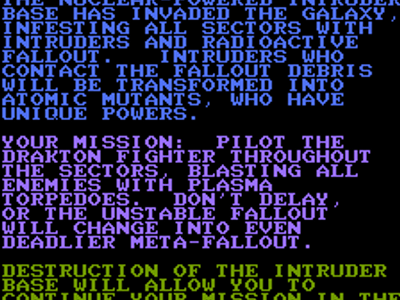 THE NUCLEAR-POWERED INTRUDER
BASE HAS INVADED THE GALAXY,
INFESTING ALL SECTORS WITH
INTRUDERS AND RADIOACTIVE
FALLOUT.  INTRUDERS WHO
CONTACT THE FALLOUT DEBRIS
WILL BE TRANSFORMED INTO
ATOMIC MUTANTS, WHO HAVE
UNIQUE POWERS.
YOUR MISSION:  PILOT THE
DRAKTON FIGHTER THROUGHOUT
THE SECTORS, BLASTING ALL
ENEMIES WITH PLASMA
TORPEDOES.  DON'T DELAY,
OR THE UNSTABLE FALLOUT
WILL CHANGE INTO EVEN
DEADLIER META-FALLOUT.
DESTRUCTION OF THE INTRUDER
BASE WILL ALLOW YOU TO
CONTINUE YOUR MISSION IN THE